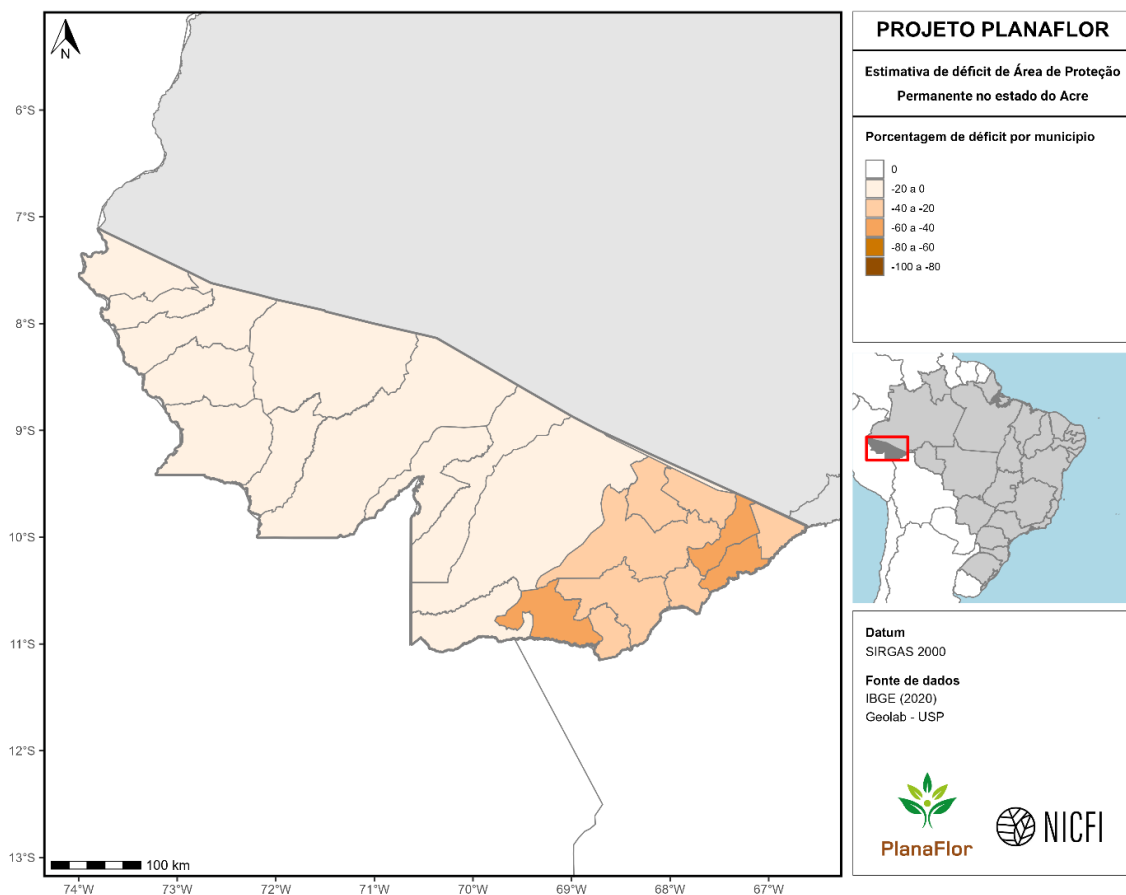 N
6°S
7°S
8°S
9°S
10°S
11°S
12°S
13°S
100 km
74°W
73°W
72°W
71°W
70°W
69°W
68°W
67°W
PROJETO PLANAFLOR
Estimativa de déficit de Área de Proteção
Permanente no estado do Acre
Porcentagem de déficit por município
0
-20 a 0
-40 a -20
-60 a -40
-80 a -60
-100 a -80
Datum
SIRGAS 2000
Fonte de dados
IBGE (2020)
Geolab - USP
PlanaFlor
NICFI